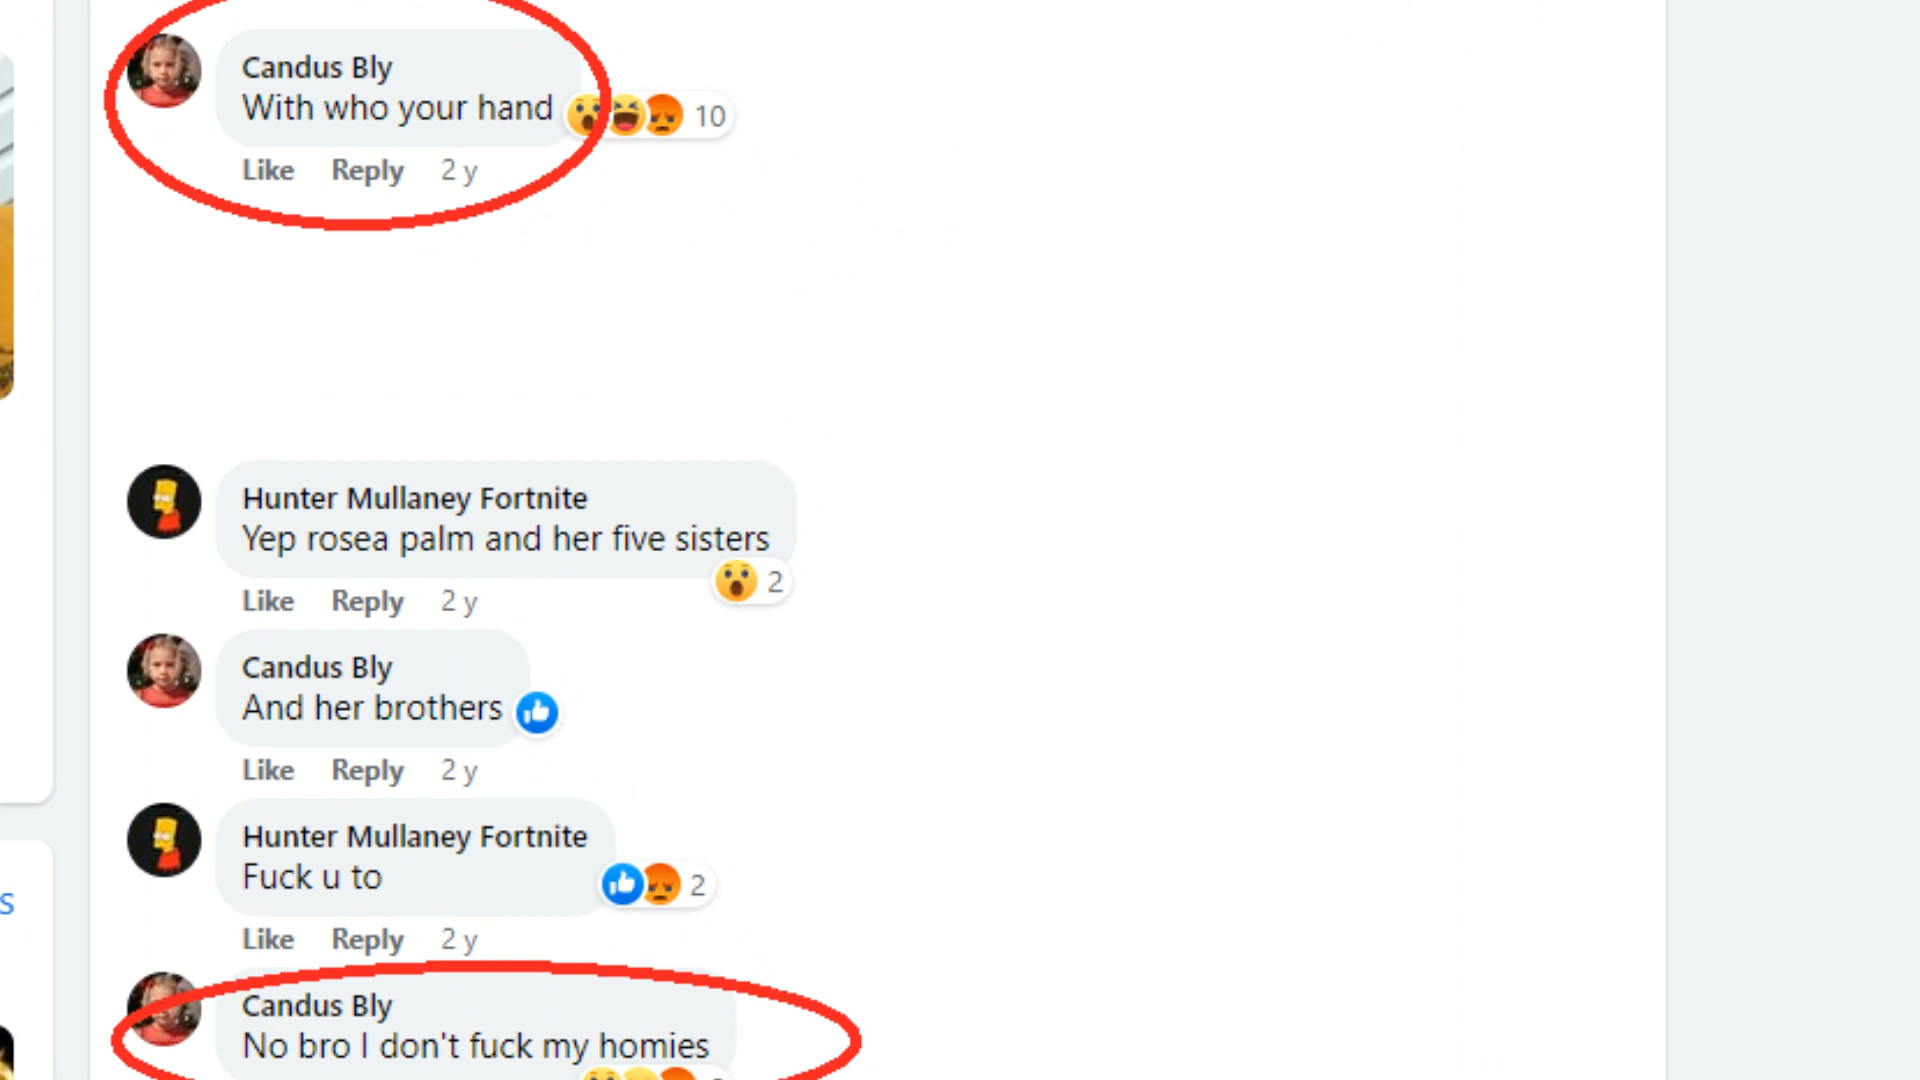 Candus Bly
With who your hand
10
Like Reply 2 y
Hunter Mullaney Fortnite
Yep rosea palm and her five sisters
2
Like Reply 2 y
Candus Bly
And her brothers
Like Reply 2 y
Hunter Mullaney Fortnite
Fuck u to
2
Like Reply 2 y
s
Candus Bly
No bro I don't fuck my homies